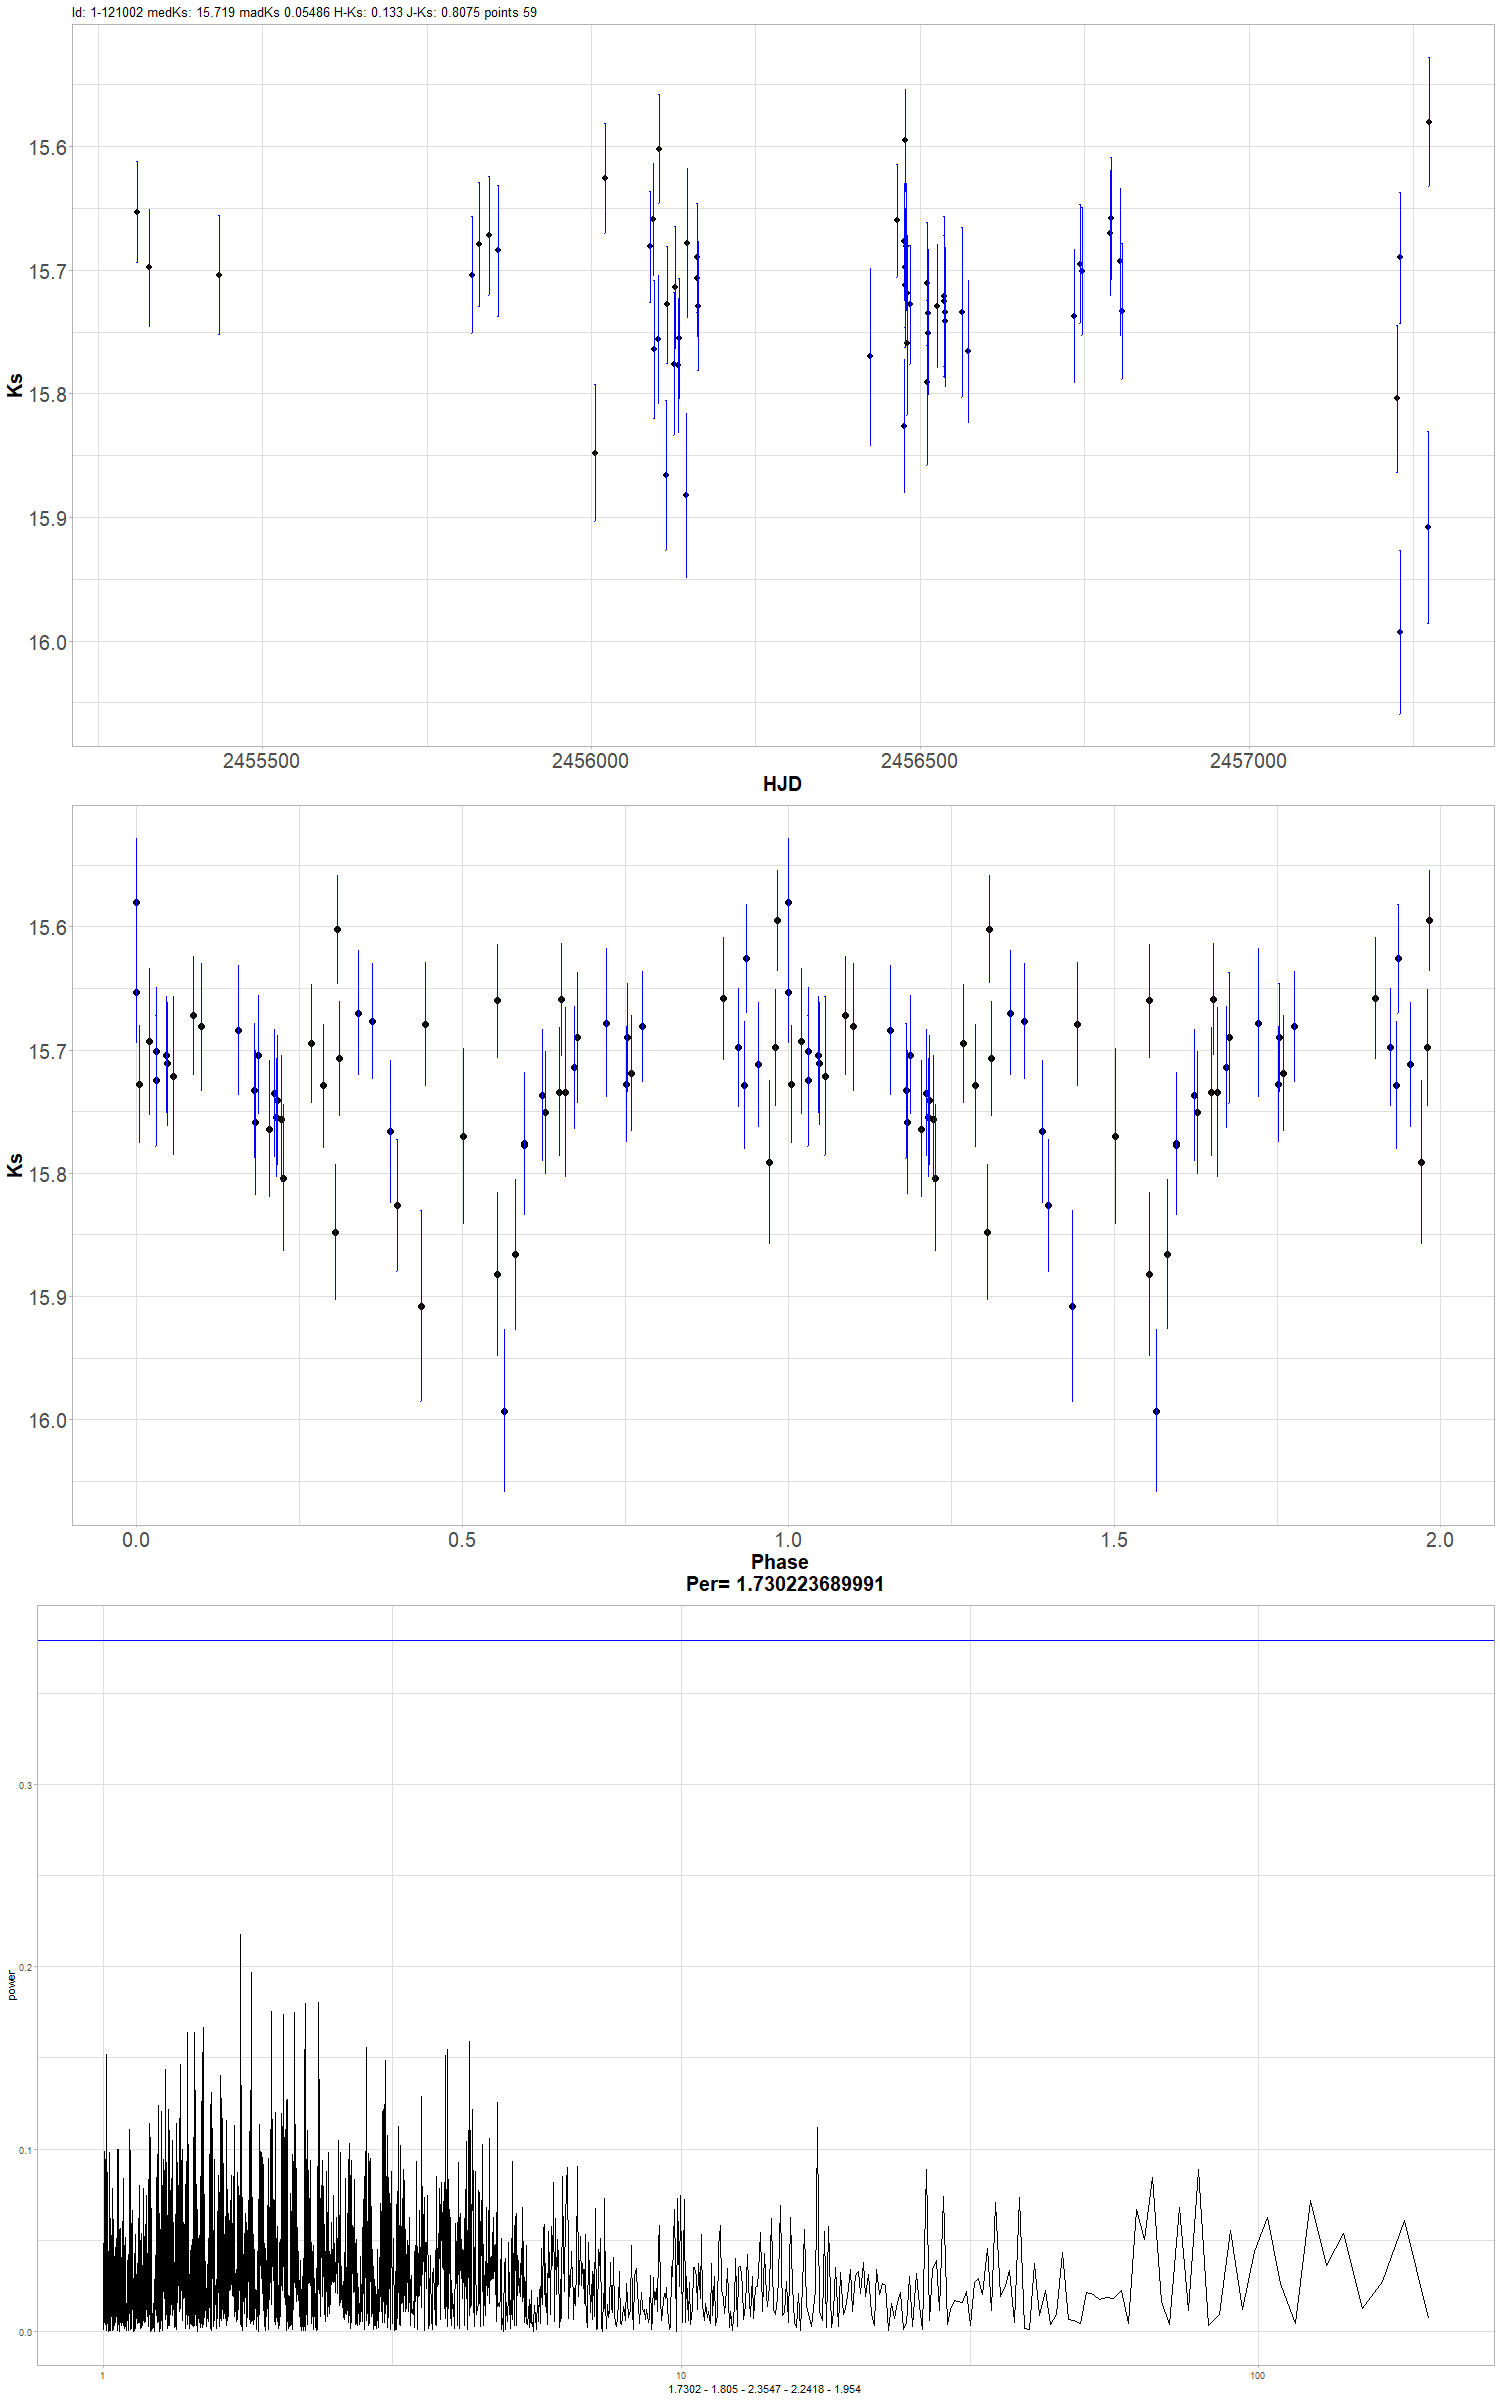 Id: 1-121002 medKs: 15.719 madKs 0.05486 H-Ks: 0.133 J-Ks: 0.8075 points 59
15.6
15.7
15.8
15.9
16.0
Ks
2455500 2456000 2456500 2457000
HJD
15.6
15.7
15.8
15.9
16.0
Ks
0.0 0.5 1.0 1.5 2.0
Phase
Per= 1.730223689991
0.3
0.2
0.1
0.0
power
1 10 100
1.7302 - 1.805 - 2.3547 - 2.2418 - 1.954